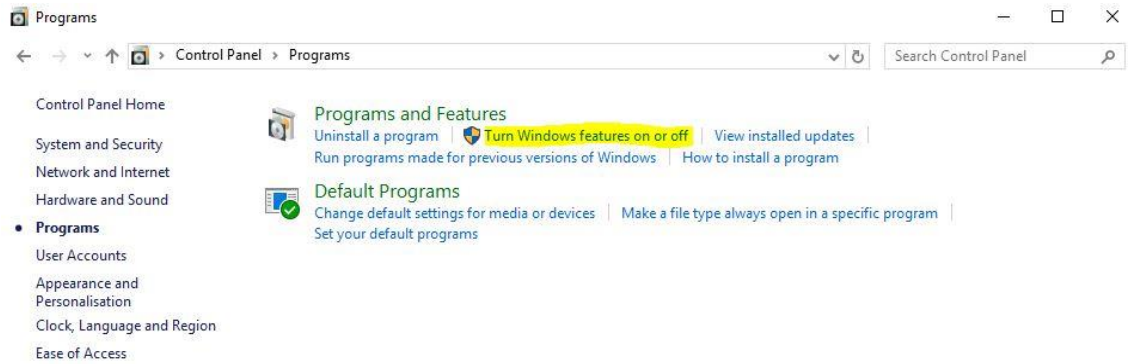 Programs
Control Panel > Programs
Search Control Panel
Control Panel Home
System and Security
Network and Internet
Hardware and Sound
Programs
User Accounts
Appearance and
Personalisation
Clock, Language and Region
Ease of Access
Programs and Features
Uninstall a program
Turn Windows features on or off
View installed updates
Run programs made for previous versions of Windows
How to install a program
Default Programs
Change default settings for media or devices
Make a file type always open in a specific program
Set your default programs